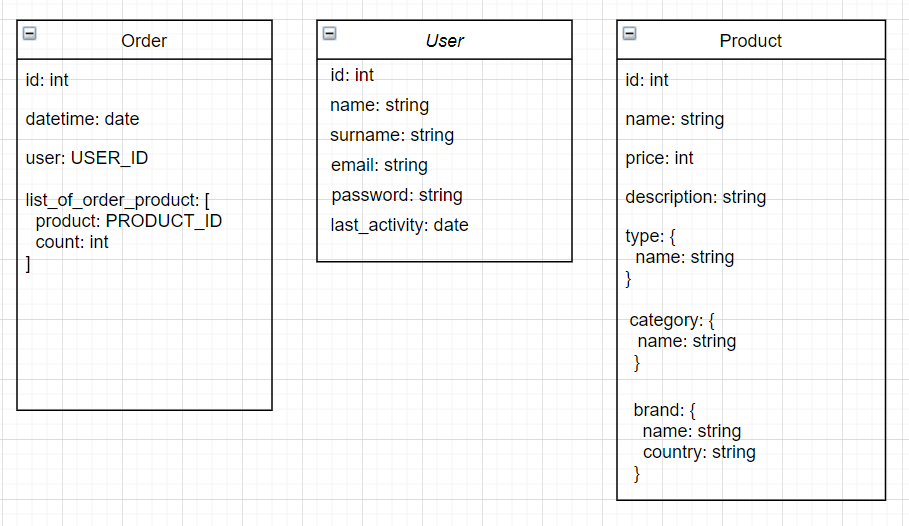 Order
id: int
datetime: date
user: USER_ID
list_of_order_product: [
product: PRODUCT_ID
count: int
]
User
id: int
name: string
surname: string
email: string
password: string
last_activity: date
Product
id: int
name: string
price: int
description: string
type: {
name: string
}
category: {
name: string
}
brand: {
name: string
country: string
}